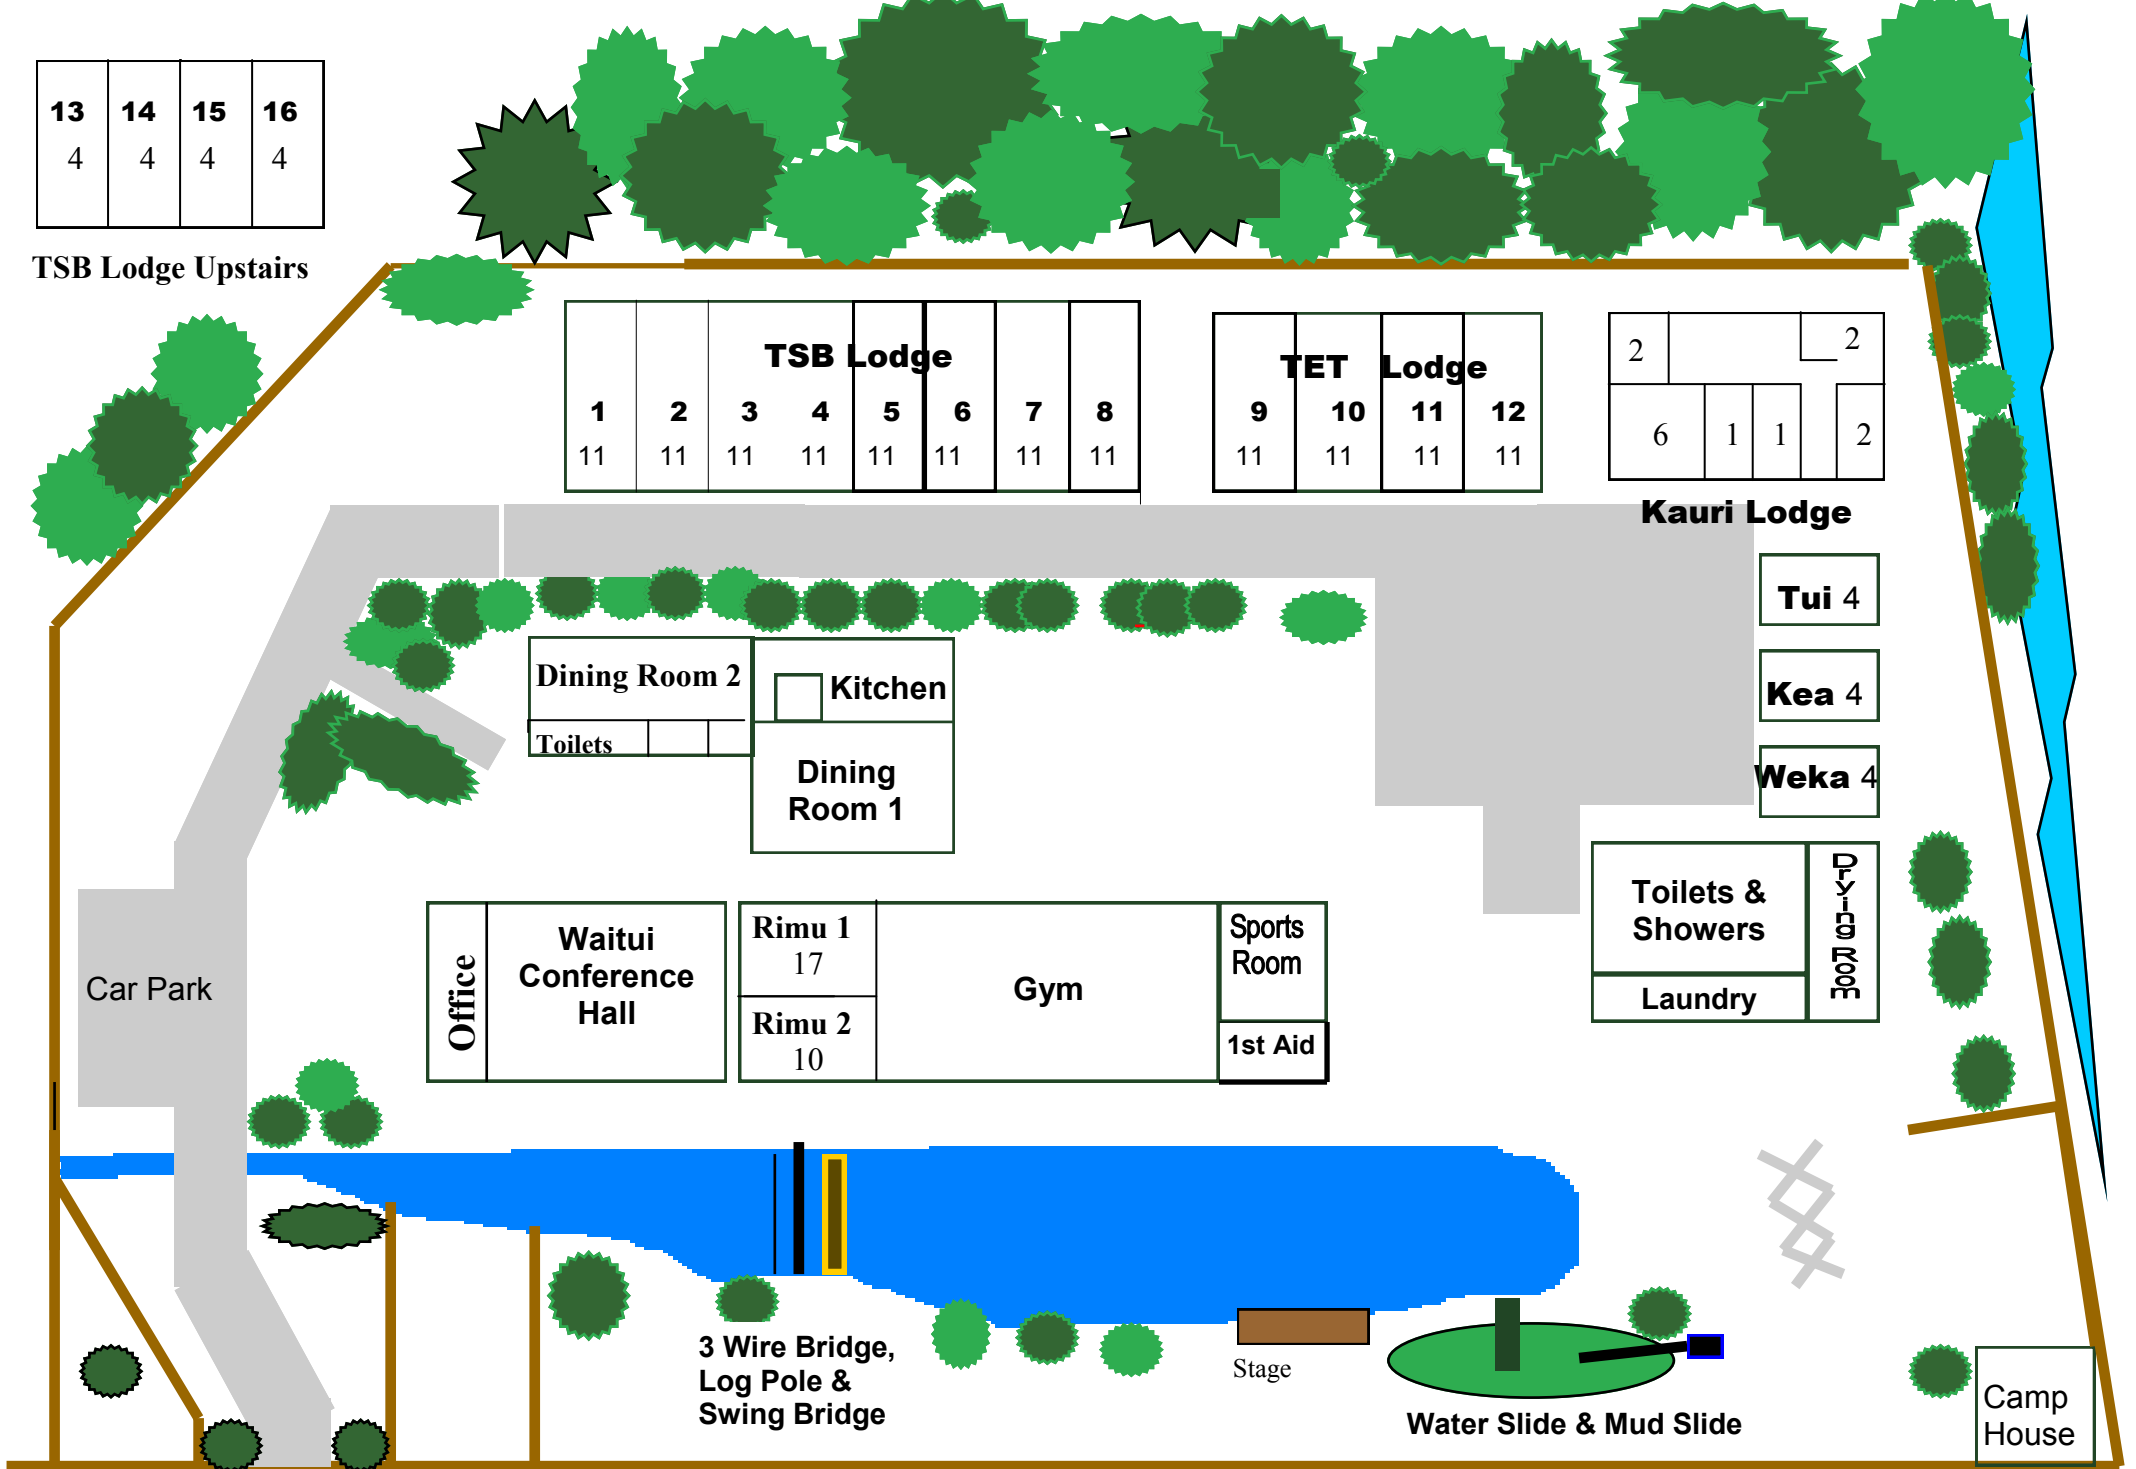 13 14 15 16
4 4 4 4
TSB Lodge Upstairs
TSB Lodge
1 2 3 4 5 6 7 8
11 11 11 11 11 11 11 11
TET Lodge
9 10 11 12
11 11 11 11
2 2
6 1 1 2
Kauri Lodge
Tui 4
Kea 4
Weka 4
Dining Room 2
Toilets
Kitchen
Dining
Room 1
Toilets &
Showers
Laundry
Drying Room
Car Park
Office
Waitui
Conference
Hall
Rimu 1
17
Rimu 2
10
Gym
Sports
Room
1st Aid
3 Wire Bridge,
Log Pole &
Swing Bridge
Stage
Water Slide & Mud Slide
Camp
House